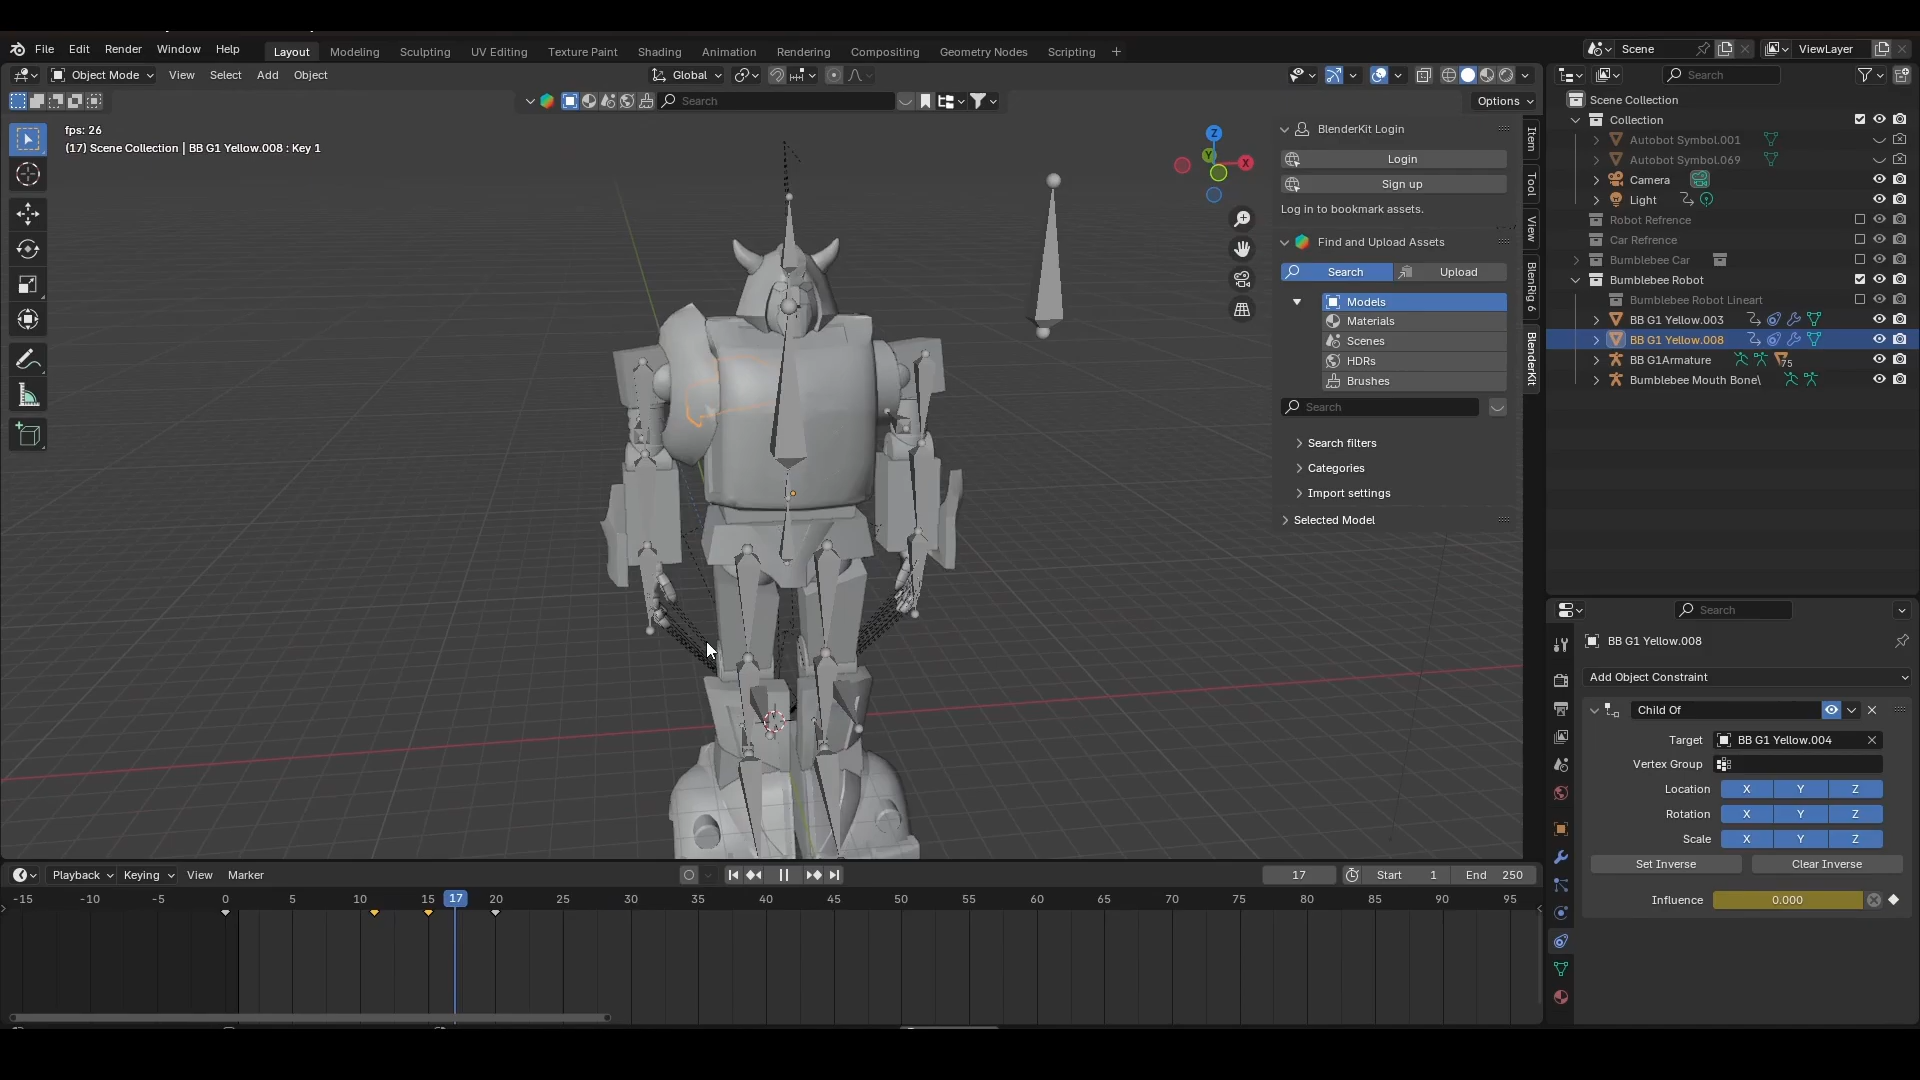 File Edit Render Window Help Layout Modeling Sculpting UV Editing Texture Paint Shading Animation Rendering Compositing Geometry Nodes Scripting + Scene ViewLayer
Object Mode View Select Add Object Global Search
Search Options
fps: 26
(17) Scene Collection | BB G1 Yellow.008 : Key 1
Z
Y
X
BlenderKit Login
Login
Sign up
Log in to bookmark assets.
Find and Upload Assets
Search Upload
Models
Materials
Scenes
HDRs
Brushes
Search
Search filters
Categories
Import settings
Selected Model
Item
Tool
View
BlenRig 6
BlenderKit
Scene Collection
Collection
Autobot Symbol.001
Autobot Symbol.069
Camera
Light
Robot Refrence
Car Refrence
Bumblebee Car
Bumblebee Robot
Bumblebee Robot Lineart
BB G1 Yellow.003
BB G1 Yellow.008
BB G1Armature 75
Bumblebee Mouth Bone\
Search
BB G1 Yellow.008
Add Object Constraint
Child Of
Target BB G1 Yellow.004
Vertex Group
Location X Y Z
Rotation X Y Z
Scale X Y Z
Set Inverse Clear Inverse
Influence 0.000
Playback Keying View Marker 17 Start 1 End 250
-15 -10 -5 0 5 10 15 17 20 25 30 35 40 45 50 55 60 65 70 75 80 85 90 95